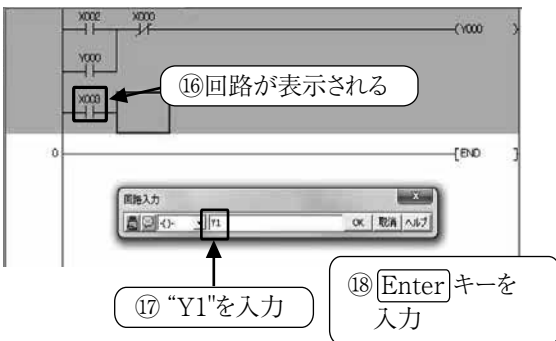 X002 X000
(Y000 )
Y000
X003
⑯回路が表示される
0 [END ]
回路入力
Y1 OK 取消 ヘルプ
⑰ “Y1"を入力
⑱ Enterキーを
入力